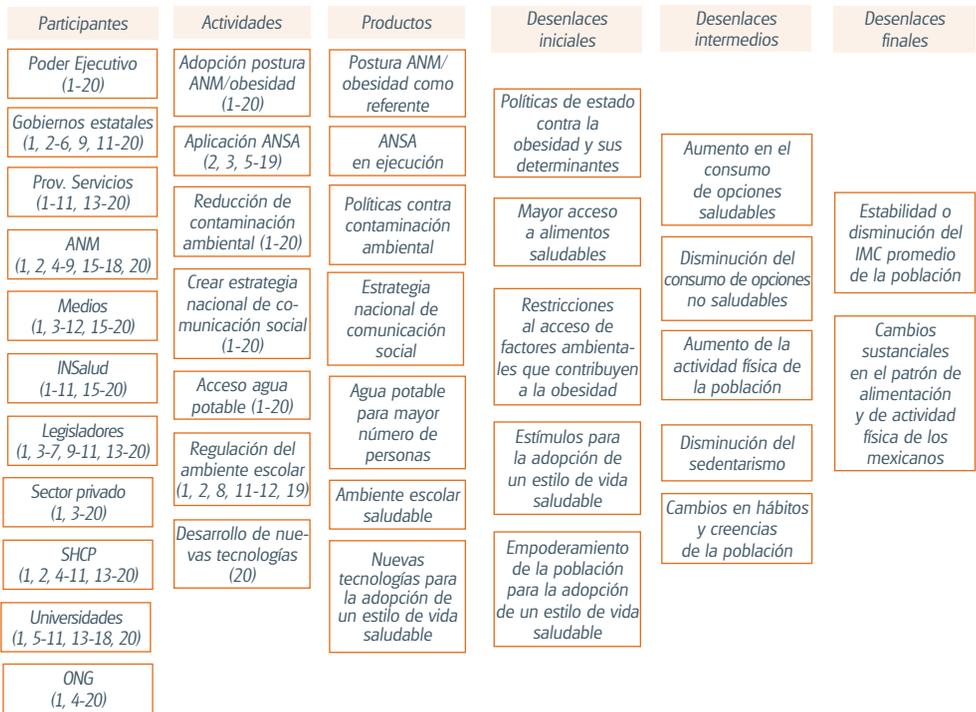 Participantes
Poder Ejecutivo
(1-20)
Gobiernos estatales
(1, 2-6, 9, 11-20)
Prov. Servicios
(1-11, 13-20)
ANM
(1, 2, 4-9, 15-18, 20)
Medios
(1, 3-12, 15-20)
INSalud
(1-11, 15-20)
Legisladores
(1, 3-7, 9-11, 13-20)
Sector privado
(1, 3-20)
SHCP
(1, 2, 4-11, 13-20)
Universidades
(1, 5-11, 13-18, 20)
ONG
(1, 4-20)
Actividades
Adopción postura
ANM/obesidad
(1-20)
Aplicación ANSA
(2, 3, 5-19)
Reducción de
contaminación
ambiental (1-20)
Crear estrategia
nacional de co-
municación social
(1-20)
Acceso agua
potable (1-20)
Regulación del
ambiente escolar
(1, 2, 8, 11-12, 19)
Desarrollo de nue-
vas tecnologías
(20)
Productos
Postura ANM/
obesidad como
referente
ANSA
en ejecución
Políticas contra
contaminación
ambiental
Estrategia
nacional de
comunicación
social
Agua potable
para mayor
número de
personas
Ambiente escolar
saludable
Nuevas
tecnologías para
la adopción de
un estilo de vida
saludable
Desenlaces
iniciales
Políticas de estado
contra la
obesidad y sus
determinantes
Mayor acceso
a alimentos
saludables
Restricciones
al acceso de
factores ambienta-
les que contribuyen
a la obesidad
Estímulos para
la adopción de
un estilo de vida
saludable
Empoderamiento
de la población
para la adopción
de un estilo de vida
saludable
Desenlaces
intermedios
Aumento en el
consumo
de opciones
saludables
Disminución del
consumo de opciones
no saludables
Aumento de la
actividad física de
la población
Disminución del
sedentarismo
Cambios en hábitos
y creencias
de la población
Desenlaces
finales
Estabilidad o
disminución del
IMC promedio
de la población
Cambios
sustanciales
en el patrón de
alimentación
y de actividad
física de los
mexicanos